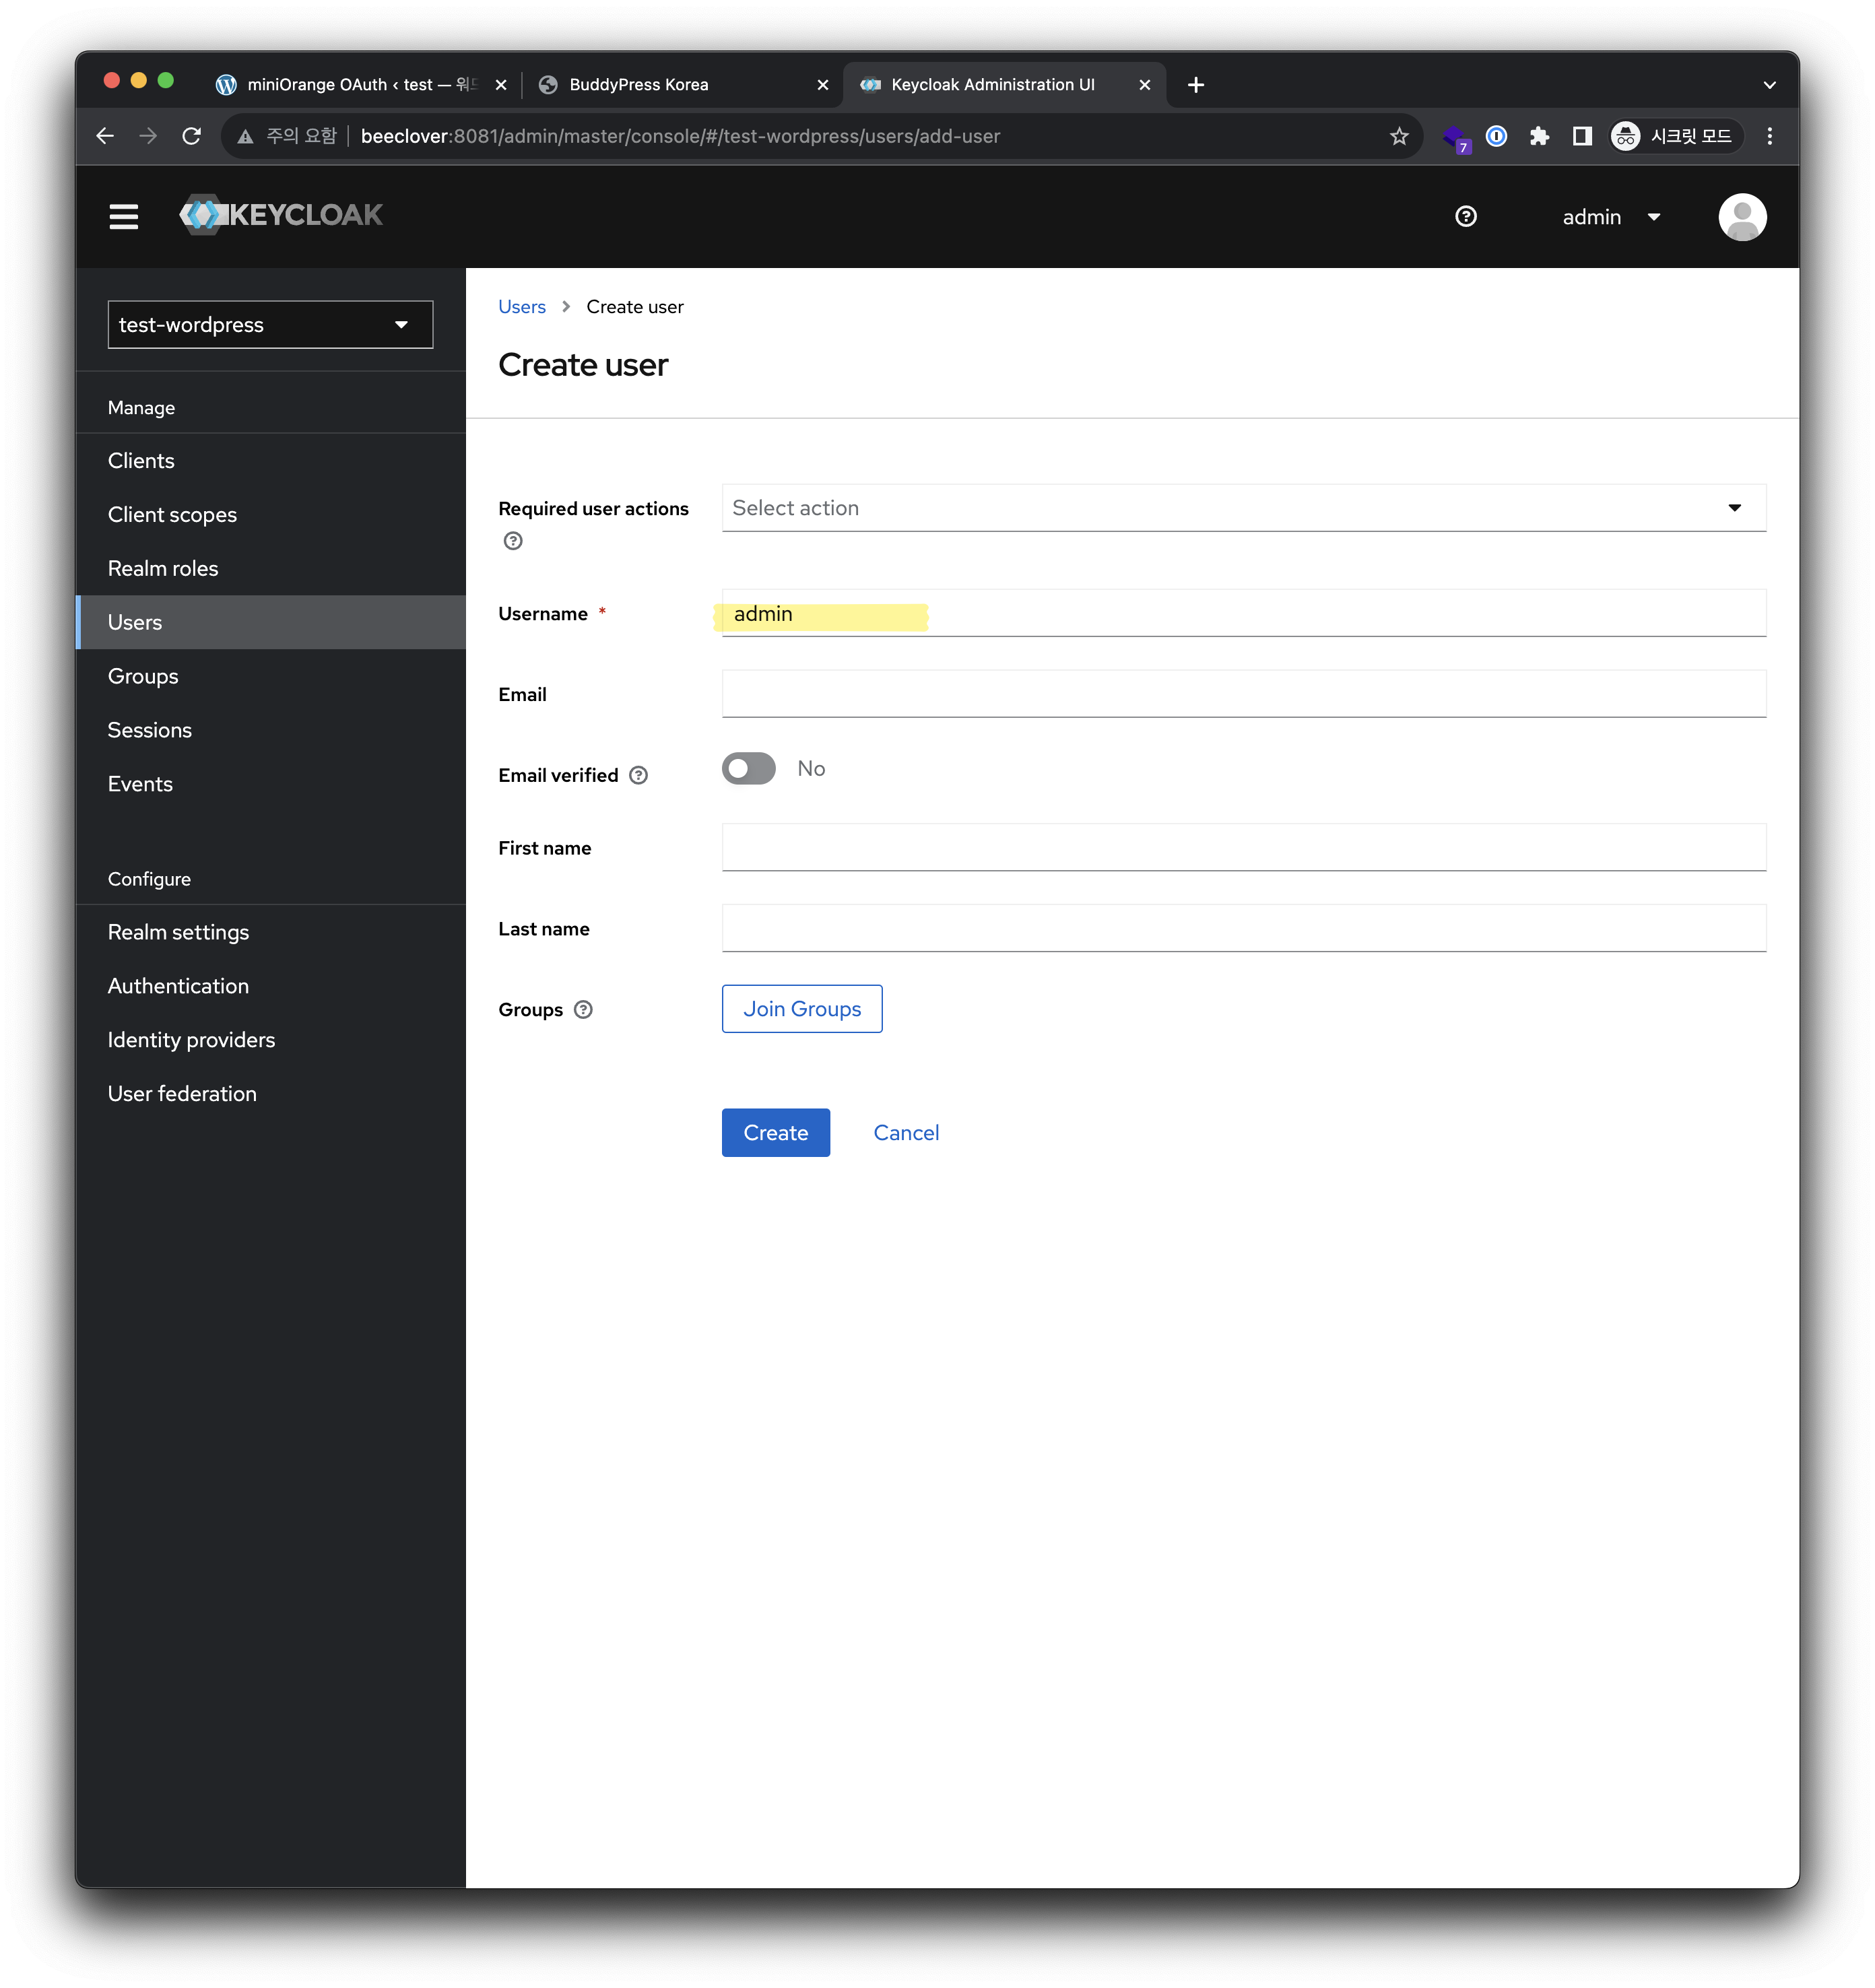 miniOrange OAuth ‹ test — 워드
BuddyPress Korea
Keycloak Administration UI
주의 요함
beeclover:8081/admin/master/console/#/test-wordpress/users/add-user
7
시크릿 모드
KEYCLOAK
admin
test-wordpress
Manage
Clients
Client scopes
Realm roles
Users
Groups
Sessions
Events
Configure
Realm settings
Authentication
Identity providers
User federation
Users > Create user
Create user
Required user actions
Select action
Username *
admin
Email
Email verified
No
First name
Last name
Groups
Join Groups
Create
Cancel